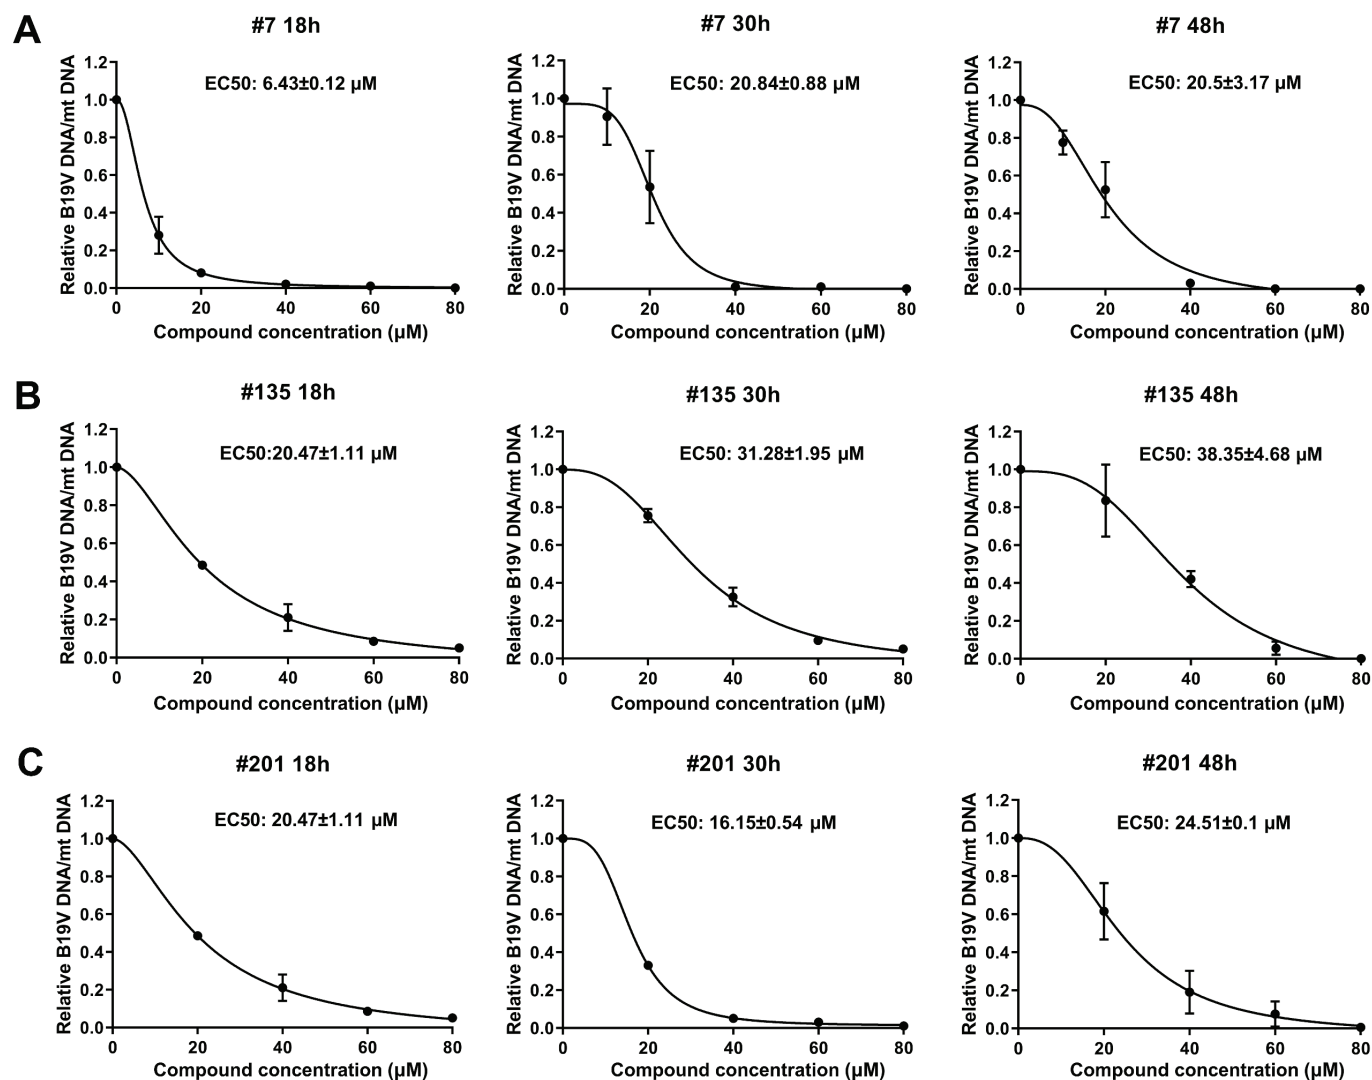 A
#7 18h
#7 30h
#7 48h
EC50: 6.43±0.12 µM
EC50: 20.84±0.88 µM
EC50: 20.5±3.17 µM
Relative B19V DNA/mt DNA
1.2
1.0
0.8
0.6
0.4
0.2
0.0
0 20 40 60 80
Compound concentration (µM)
Relative B19V DNA/mt DNA
1.2
1.0
0.8
0.6
0.4
0.2
0.0
0 20 40 60 80
Compound concentration (µM)
Relative B19V DNA/mt DNA
1.2
1.0
0.8
0.6
0.4
0.2
0.0
0 20 40 60 80
Compound concentration (µM)
B
#135 18h
#135 30h
#135 48h
EC50:20.47±1.11 µM
EC50: 31.28±1.95 µM
EC50: 38.35±4.68 µM
Relative B19V DNA/mt DNA
1.2
1.0
0.8
0.6
0.4
0.2
0.0
0 20 40 60 80
Compound concentration (µM)
Relative B19V DNA/mt DNA
1.2
1.0
0.8
0.6
0.4
0.2
0.0
0 20 40 60 80
Compound concentration (µM)
Relative B19V DNA/mt DNA
1.2
1.0
0.8
0.6
0.4
0.2
0.0
0 20 40 60 80
Compound concentration (µM)
C
#201 18h
#201 30h
#201 48h
EC50: 20.47±1.11 µM
EC50: 16.15±0.54 µM
EC50: 24.51±0.1 µM
Relative B19V DNA/mt DNA
1.2
1.0
0.8
0.6
0.4
0.2
0.0
0 20 40 60 80
Compound concentration (µM)
Relative B19V DNA/mt DNA
1.2
1.0
0.8
0.6
0.4
0.2
0.0
0 20 40 60 80
Compound concentration (µM)
Relative B19V DNA/mt DNA
1.2
1.0
0.8
0.6
0.4
0.2
0.0
0 20 40 60 80
Compound concentration (µM)